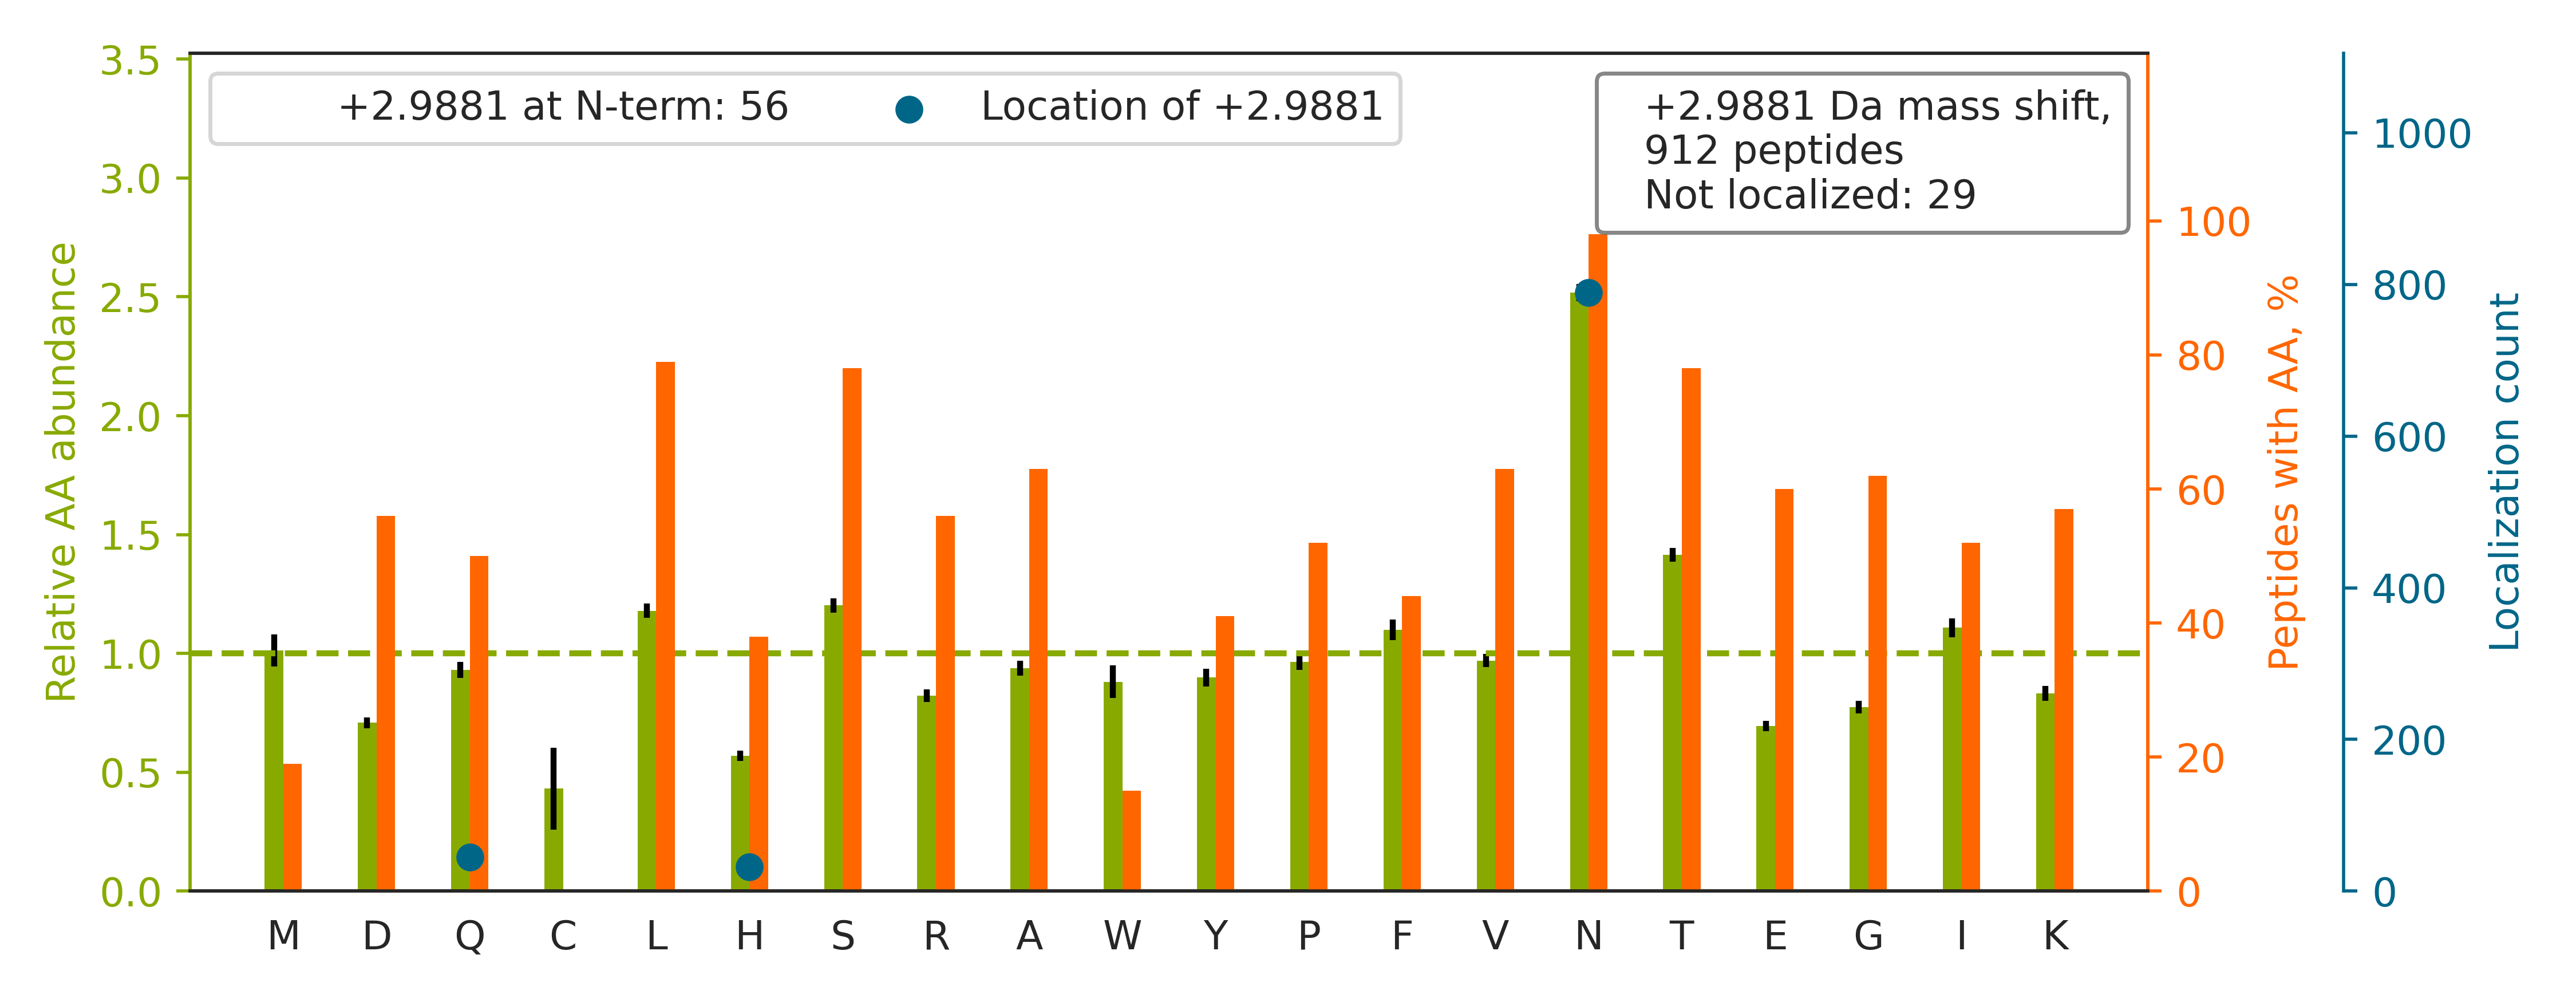 +2.9881 at N-term: 56
Location of +2.9881
+2.9881 Da mass shift,
912 peptides
Not localized: 29
Relative AA abundance
3.5
3.0
2.5
2.0
1.5
1.0
0.5
0.0
M D Q C L H S R A W Y P F V N T E G I K
Peptides with AA, %
100
80
60
40
20
0
Localization count
1000
800
600
400
200
0